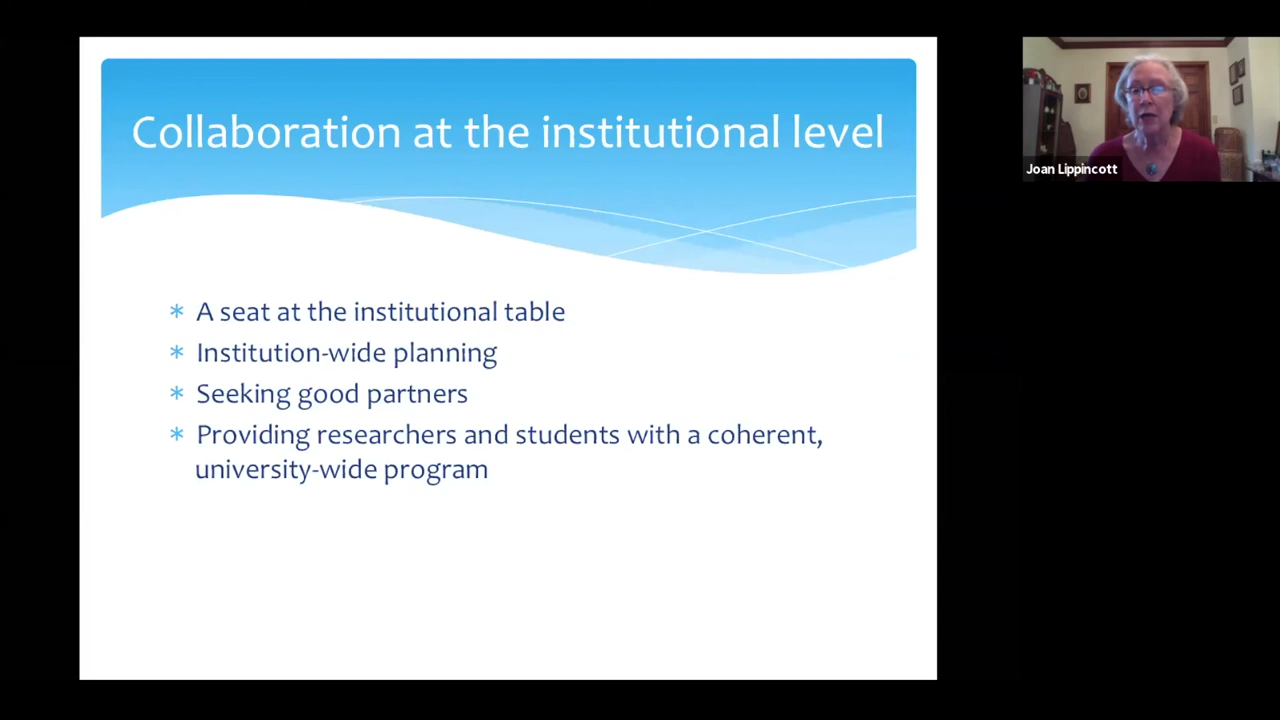 Collaboration at the institutional level
* A seat at the institutional table
* Institution-wide planning
* Seeking good partners
* Providing researchers and students with a coherent,
university-wide program
Joan Lippincott